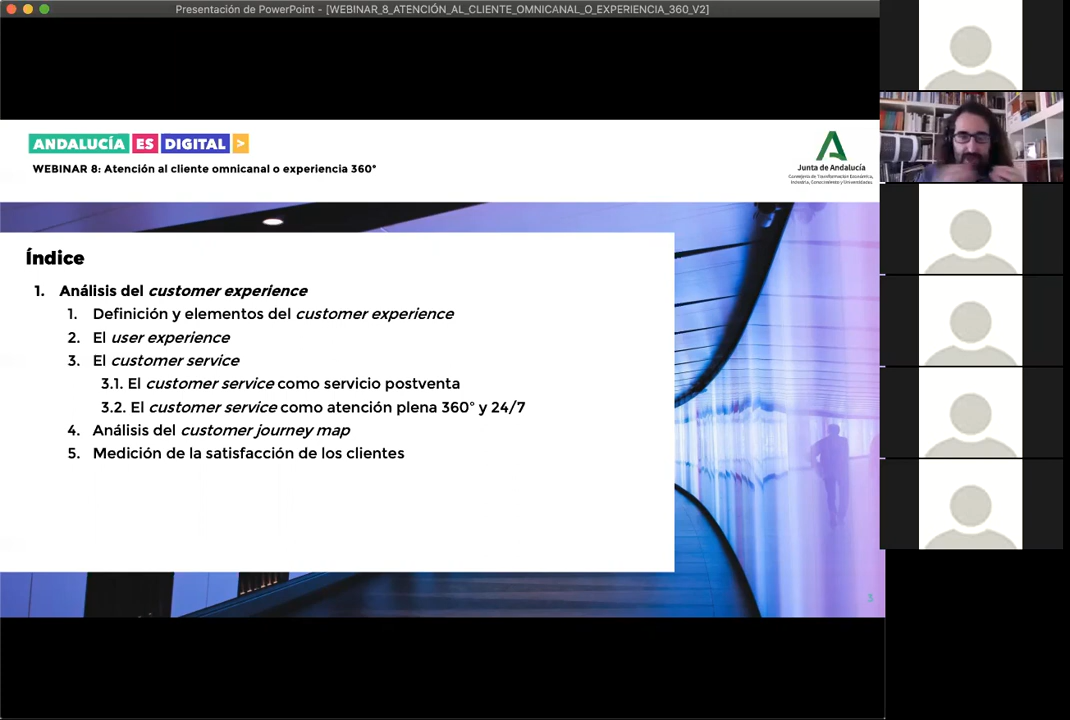 Presentación de PowerPoint - [WEBINAR_8_ATENCIÓN_AL_CLIENTE_OMNICANAL_O_EXPERIENCIA_360_V2]
ANDALUCÍA ES DIGITAL >
WEBINAR 8: Atención al cliente omnicanal o experiencia 360°
Junta de Andalucía
Consejería de Transformación Económica,
Industria, Conocimiento y Universidades
Índice
1. Análisis del customer experience
1. Definición y elementos del customer experience
2. El user experience
3. El customer service
3.1. El customer service como servicio postventa
3.2. El customer service como atención plena 360° y 24/7
4. Análisis del customer journey map
5. Medición de la satisfacción de los clientes
3